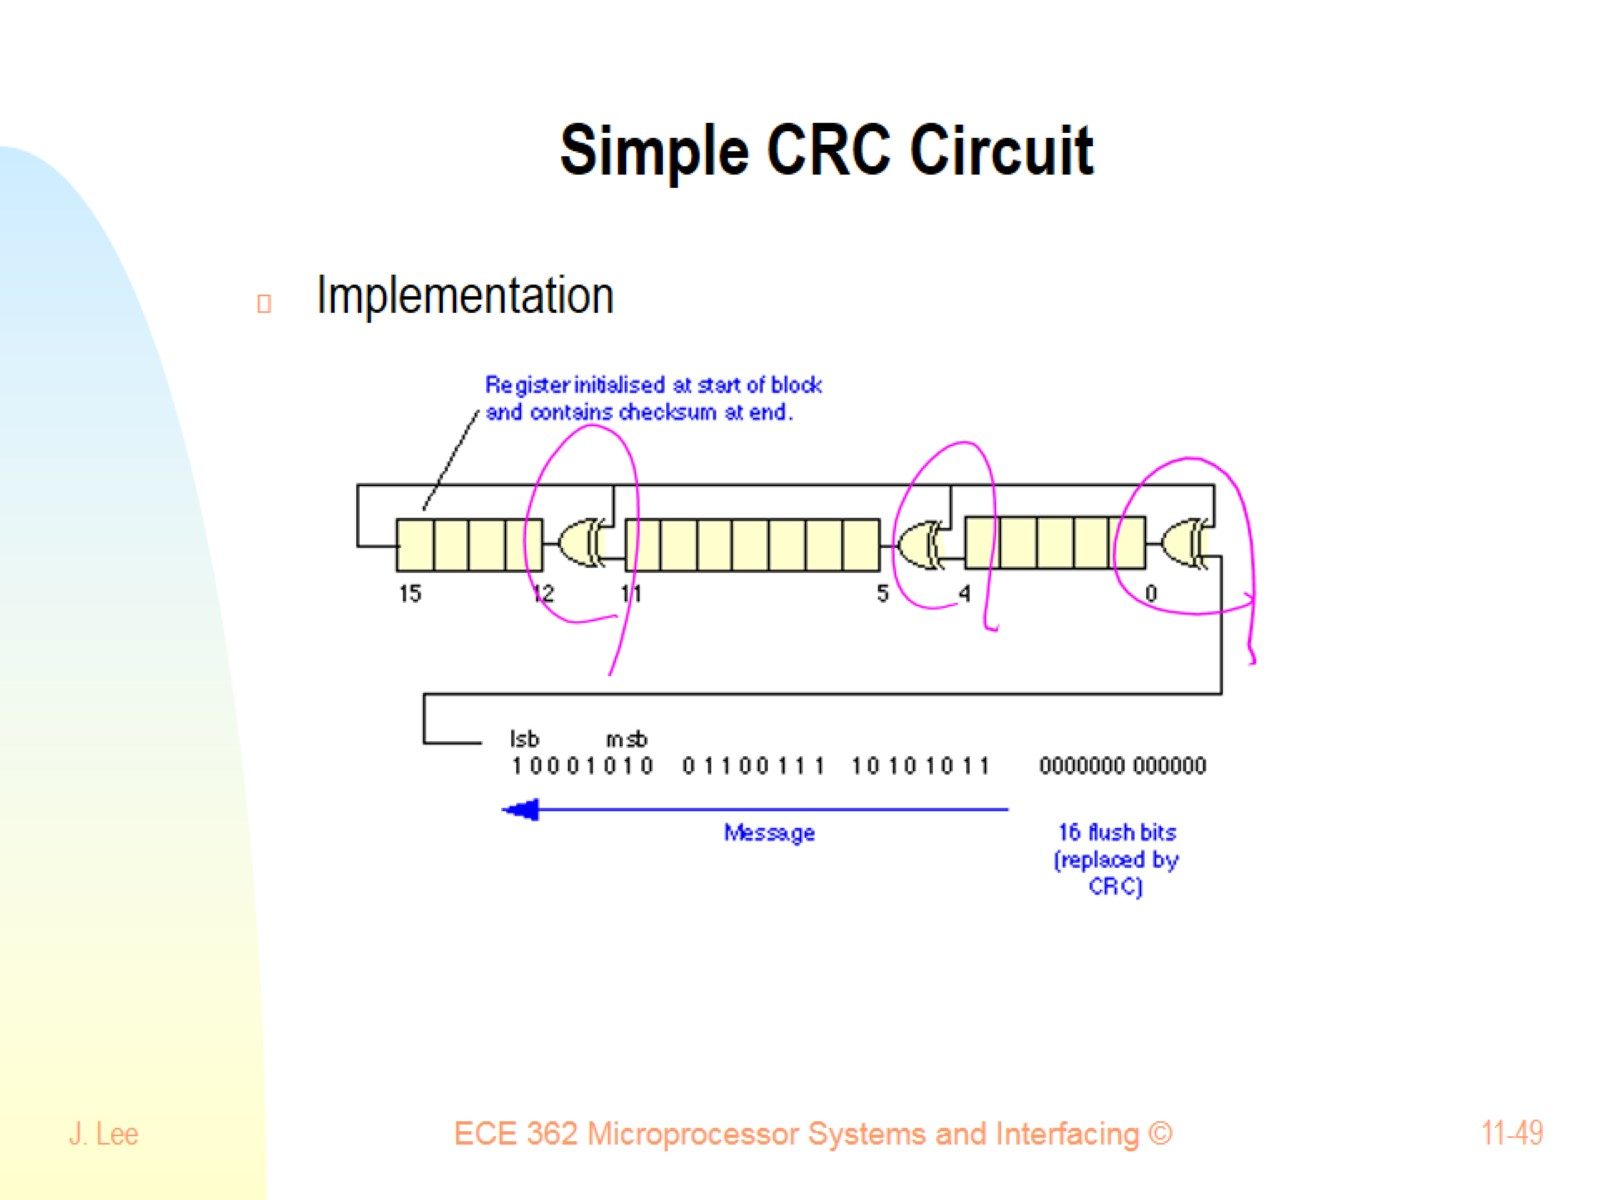 Simple CRC Circuit
Implementation
Register initialised at start of block
and contains checksum at end.
15 12 11 5 4 0
lsb msb
1 0 0 0 1 0 1 0 0 1 1 0 0 1 1 1 1 0 1 0 1 0 1 1 0000000 000000
Message
16 flush bits
(replaced by
CRC)
J. Lee ECE 362 Microprocessor Systems and Interfacing © 11-49